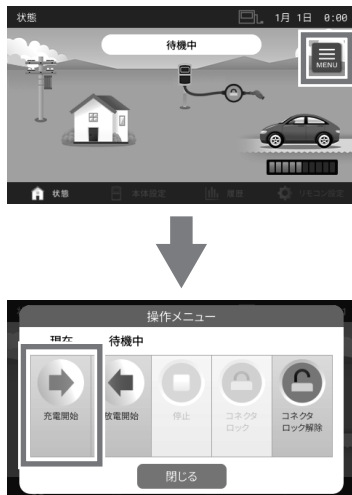 状態 1月 1日 0:00
待機中
MENU
状態 本体設定 履歴 リモコン設定
操作メニュー
現在 待機中
充電開始 放電開始 停止 コネクタ コネクタ
ロック ロック解除
閉じる